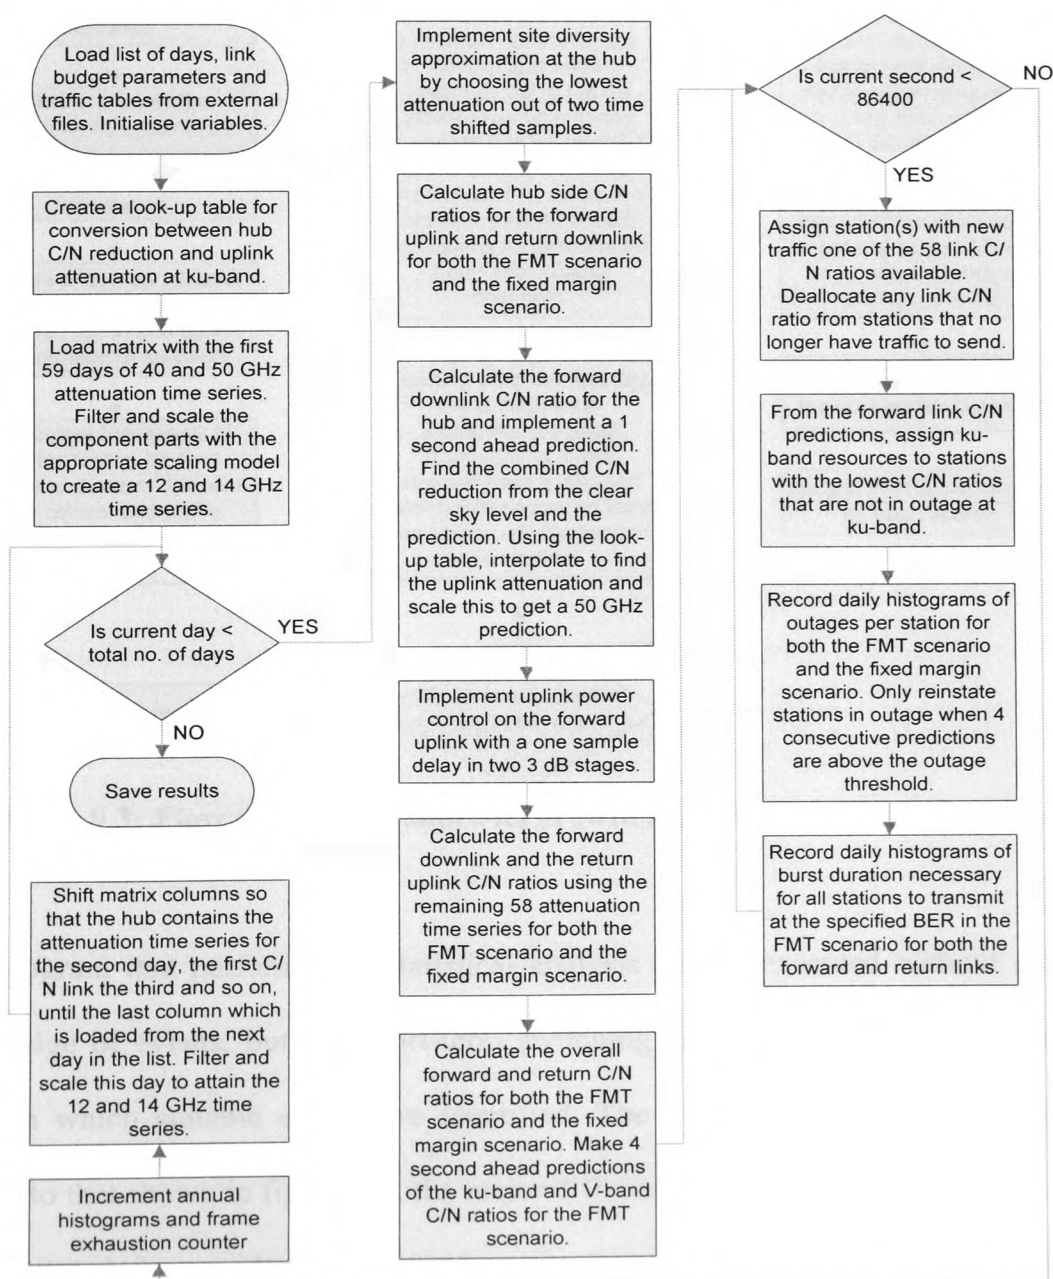 Load list of days, link
budget parameters and
traffic tables from external
files. Initialise variables.
Create a look-up table for
conversion between hub
C/N reduction and uplink
attenuation at ku-band.
Load matrix with the first
59 days of 40 and 50 GHz
attenuation time series.
Filter and scale the
component parts with the
appropriate scaling model
to create a 12 and 14 GHz
time series.
Is current day <
total no. of days
YES
NO
Save results
Shift matrix columns so
that the hub contains the
attenuation time series for
the second day, the first C/
N link the third and so on,
until the last column which
is loaded from the next
day in the list. Filter and
scale this day to attain the
12 and 14 GHz time
series.
Increment annual
histograms and frame
exhaustion counter
Implement site diversity
approximation at the hub
by choosing the lowest
attenuation out of two time
shifted samples.
Calculate hub side C/N
ratios for the forward
uplink and return downlink
for both the FMT scenario
and the fixed margin
scenario.
Calculate the forward
downlink C/N ratio for the
hub and implement a 1
second ahead prediction.
Find the combined C/N
reduction from the clear
sky level and the
prediction. Using the look-
up table, interpolate to find
the uplink attenuation and
scale this to get a 50 GHz
prediction.
Implement uplink power
control on the forward
uplink with a one sample
delay in two 3 dB stages.
Calculate the forward
downlink and the return
uplink C/N ratios using the
remaining 58 attenuation
time series for both the
FMT scenario and the
fixed margin scenario.
Calculate the overall
forward and return C/N
ratios for both the FMT
scenario and the fixed
margin scenario. Make 4
second ahead predictions
of the ku-band and V-band
C/N ratios for the FMT
scenario.
Is current second <
86400
NO
YES
Assign station(s) with new
traffic one of the 58 link C/
N ratios available.
Deallocate any link C/N
ratio from stations that no
longer have traffic to send.
From the forward link C/N
predictions, assign ku-
band resources to stations
with the lowest C/N ratios
that are not in outage at
ku-band.
Record daily histograms of
outages per station for
both the FMT scenario
and the fixed margin
scenario. Only reinstate
stations in outage when 4
consecutive predictions
are above the outage
threshold.
Record daily histograms of
burst duration necessary
for all stations to transmit
at the specified BER in the
FMT scenario for both the
forward and return links.